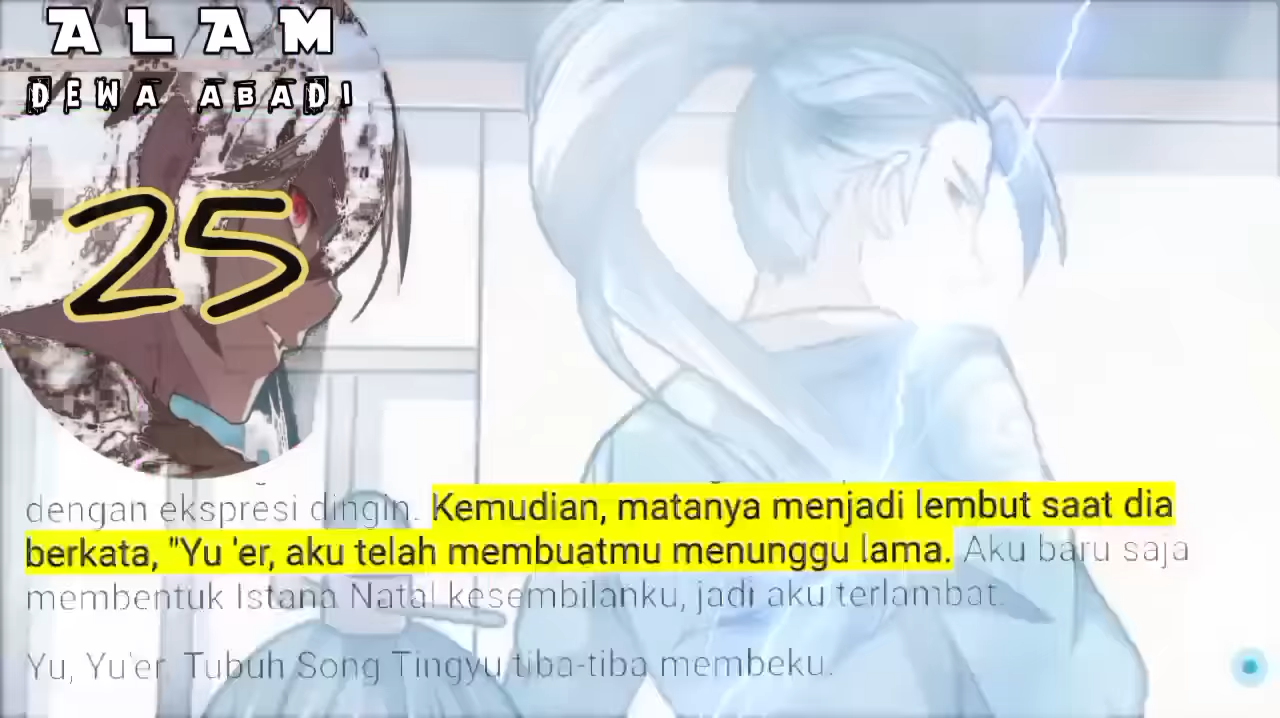 ALAM
DEWA ABADI
25
dengan ekspresi dingin. Kemudian, matanya menjadi lembut saat dia
berkata, "Yu 'er, aku telah membuatmu menunggu lama. Aku baru saja
membentuk Istana Natal kesembilanku, jadi aku terlambat.
Yu, Yu'er. Tubuh Song Tingyu tiba-tiba membeku.